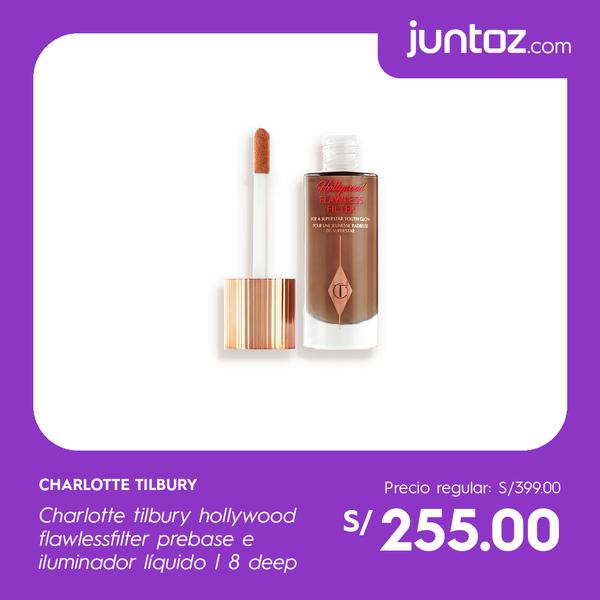 juntoz.com
Hollywood
FLAWLESS
FILTER
FOR A SUPERSTAR YOUTH GLOW
POUR UNE JEUNESSE RADIEUSE
DE SUPERSTAR
CT
CHARLOTTE TILBURY
Charlotte tilbury hollywood
flawlessfilter prebase e
iluminador líquido | 8 deep
Precio regular: S/399.00
S/255.00